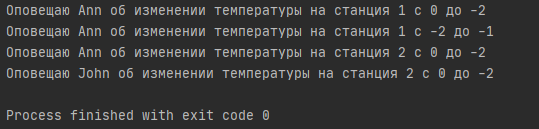 Оповещаю Ann об изменении температуры на станция 1 с 0 до -2
Оповещаю Ann об изменении температуры на станция 1 с -2 до -1
Оповещаю Ann об изменении температуры на станция 2 с 0 до -2
Оповещаю John об изменении температуры на станция 2 с 0 до -2
Process finished with exit code 0